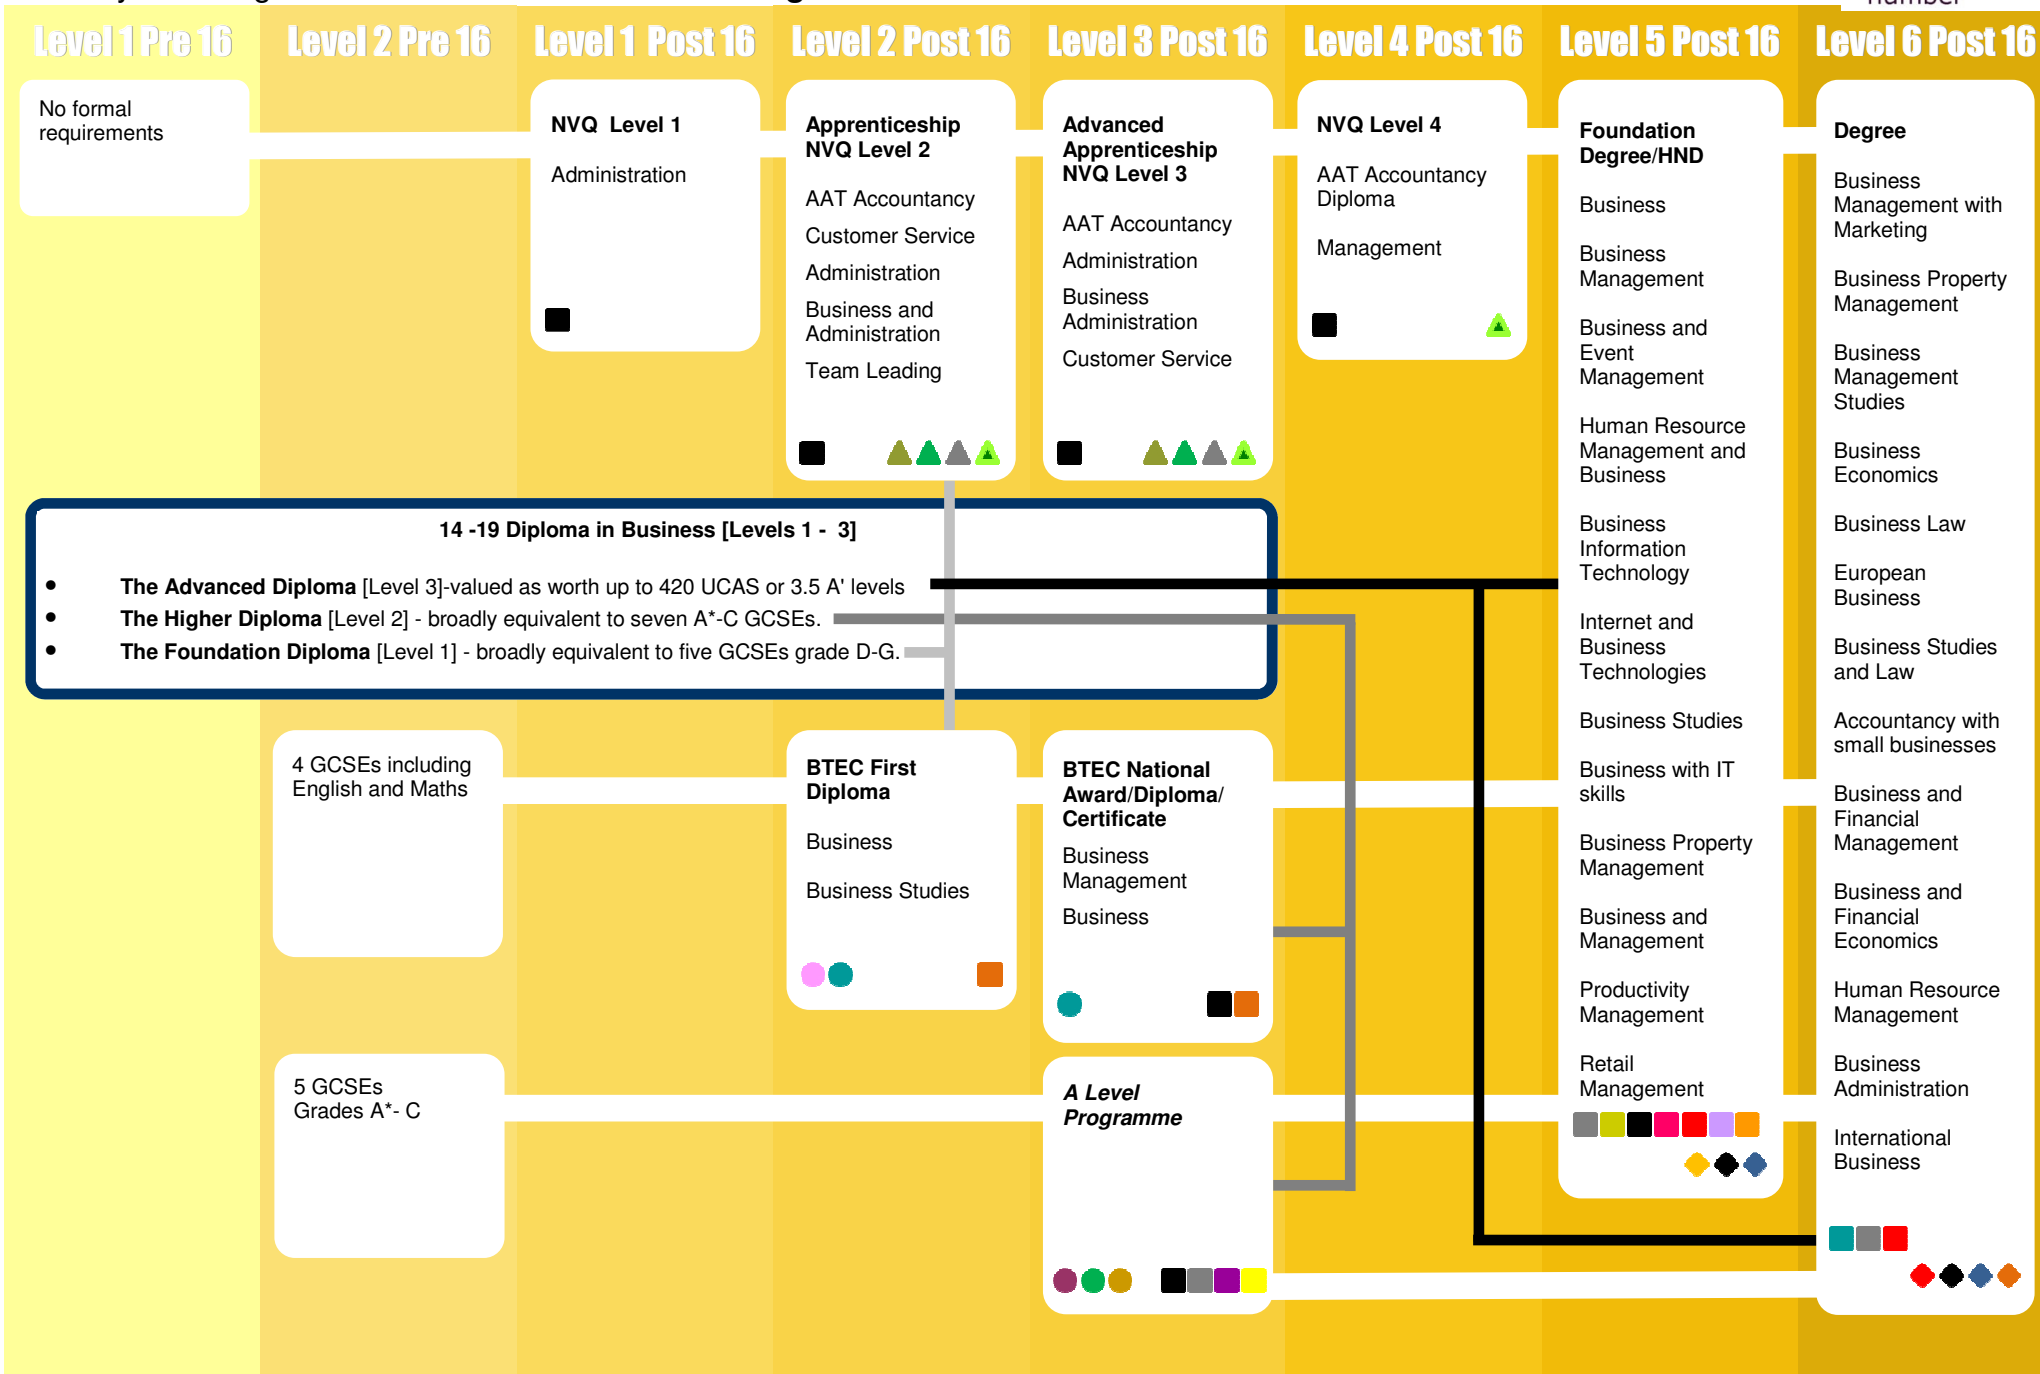 number
Level 1 Pre 16
Level 2 Pre 16
Level 1 Post 16
Level 2 Post 16
Level 3 Post 16
Level 4 Post 16
Level 5 Post 16
Level 6 Post 16
No formal
requirements
NVQ Level 1
Administration
Apprenticeship
NVQ Level 2
AAT Accountancy
Customer Service
Administration
Business and
Administration
Team Leading
Advanced
Apprenticeship
NVQ Level 3
AAT Accountancy
Administration
Business
Administration
Customer Service
NVQ Level 4
AAT Accountancy
Diploma
Management
Foundation
Degree/HND
Business
Business
Management
Business and
Event
Management
Human Resource
Management and
Business
Business
Information
Technology
Internet and
Business
Technologies
Business Studies
Business with IT
skills
Business Property
Management
Business and
Management
Productivity
Management
Retail
Management
Degree
Business
Management with
Marketing
Business Property
Management
Business
Management
Studies
Business
Economics
Business Law
European
Business
Business Studies
and Law
Accountancy with
small businesses
Business and
Financial
Management
Business and
Financial
Economics
Human Resource
Management
Business
Administration
International
Business
14 -19 Diploma in Business [Levels 1 - 3]
• The Advanced Diploma [Level 3]-valued as worth up to 420 UCAS or 3.5 A' levels
• The Higher Diploma [Level 2] - broadly equivalent to seven A*-C GCSEs.
• The Foundation Diploma [Level 1] - broadly equivalent to five GCSEs grade D-G.
4 GCSEs including
English and Maths
BTEC First
Diploma
Business
Business Studies
BTEC National
Award/Diploma/
Certificate
Business
Management
Business
5 GCSEs
Grades A*- C
A Level
Programme